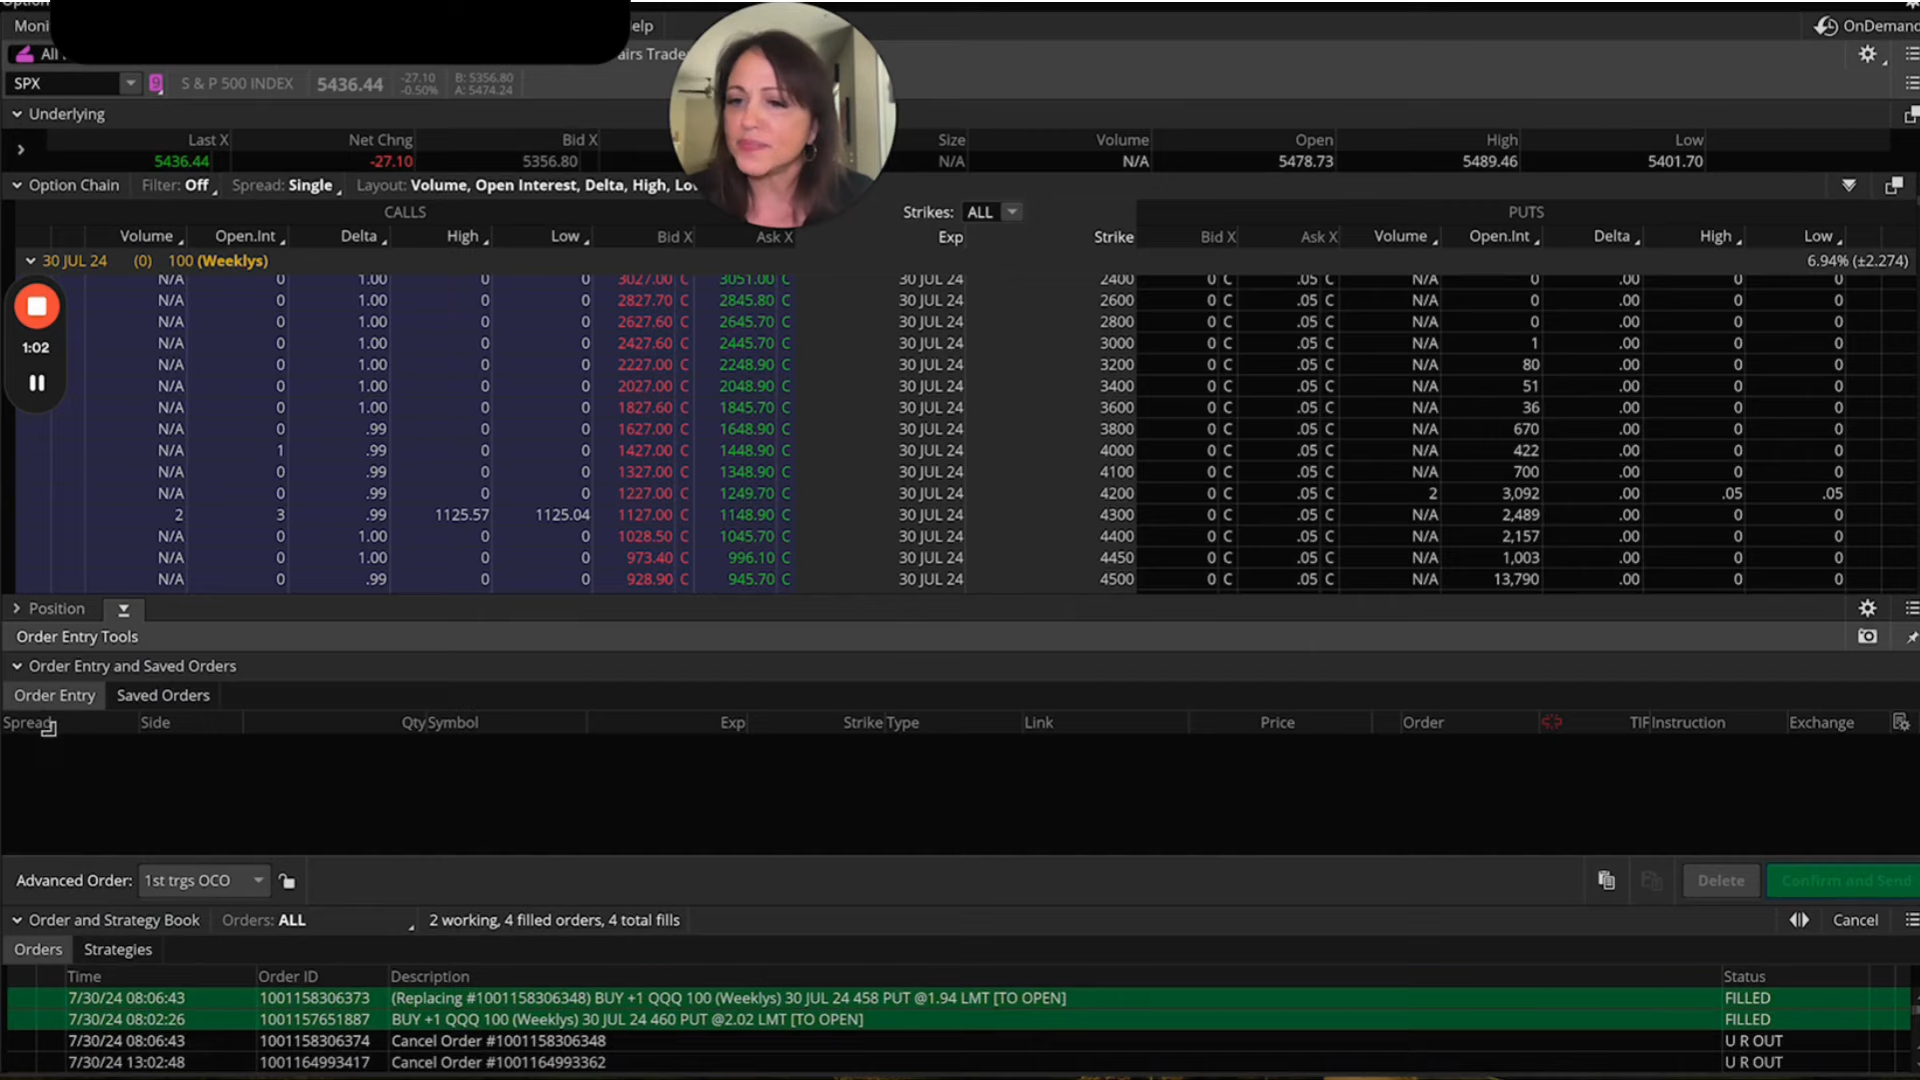 Moni elp OnDemand
All airs Trade
SPX 9 S & P 500 INDEX 5436.44 -27.10 -0.50% B: 5356.80 A: 5474.24
Underlying
Last X Net Chng Bid X Size Volume Open High Low
5436.44 -27.10 5356.80 N/A N/A 5478.73 5489.46 5401.70
Option Chain Filter: Off Spread: Single Layout: Volume, Open Interest, Delta, High, Lo
CALLS Strikes: ALL PUTS
Volume Open.Int Delta High Low Bid X Ask X Exp Strike Bid X Ask X Volume Open.Int Delta High Low
30 JUL 24 (0) 100 (Weeklys) 6.94% (±2.274)
N/A 0 1.00 0 0 3027.00 C 3051.00 C 30 JUL 24 2400 0 C .05 C N/A 0 .00 0 0
N/A 0 1.00 0 0 2827.70 C 2845.80 C 30 JUL 24 2600 0 C .05 C N/A 0 .00 0 0
N/A 0 1.00 0 0 2627.60 C 2645.70 C 30 JUL 24 2800 0 C .05 C N/A 0 .00 0 0
N/A 0 1.00 0 0 2427.60 C 2445.70 C 30 JUL 24 3000 0 C .05 C N/A 1 .00 0 0
1:02
N/A 0 1.00 0 0 2227.00 C 2248.90 C 30 JUL 24 3200 0 C .05 C N/A 80 .00 0 0
N/A 0 1.00 0 0 2027.00 C 2048.90 C 30 JUL 24 3400 0 C .05 C N/A 51 .00 0 0
N/A 0 1.00 0 0 1827.60 C 1845.70 C 30 JUL 24 3600 0 C .05 C N/A 36 .00 0 0
N/A 0 .99 0 0 1627.00 C 1648.90 C 30 JUL 24 3800 0 C .05 C N/A 670 .00 0 0
N/A 1 .99 0 0 1427.00 C 1448.90 C 30 JUL 24 4000 0 C .05 C N/A 422 .00 0 0
N/A 0 .99 0 0 1327.00 C 1348.90 C 30 JUL 24 4100 0 C .05 C N/A 700 .00 0 0
N/A 0 .99 0 0 1227.00 C 1249.70 C 30 JUL 24 4200 0 C .05 C 2 3,092 .00 .05 .05
2 3 .99 1125.57 1125.04 1127.00 C 1148.90 C 30 JUL 24 4300 0 C .05 C N/A 2,489 .00 0 0
N/A 0 1.00 0 0 1028.50 C 1045.70 C 30 JUL 24 4400 0 C .05 C N/A 2,157 .00 0 0
N/A 0 1.00 0 0 973.40 C 996.10 C 30 JUL 24 4450 0 C .05 C N/A 1,003 .00 0 0
N/A 0 .99 0 0 928.90 C 945.70 C 30 JUL 24 4500 0 C .05 C N/A 13,790 .00 0 0
Position
Order Entry Tools
Order Entry and Saved Orders
Order Entry Saved Orders
Spread Side Qty Symbol Exp Strike Type Link Price Order TIF Instruction Exchange
Advanced Order: 1st trgs OCO Delete Confirm and Send
Order and Strategy Book Orders: ALL 2 working, 4 filled orders, 4 total fills Cancel
Orders Strategies
Time Order ID Description Status
7/30/24 08:06:43 1001158306373 (Replacing #1001158306348) BUY +1 QQQ 100 (Weeklys) 30 JUL 24 458 PUT @1.94 LMT [TO OPEN] FILLED
7/30/24 08:02:26 1001157651887 BUY +1 QQQ 100 (Weeklys) 30 JUL 24 460 PUT @2.02 LMT [TO OPEN] FILLED
7/30/24 08:06:43 1001158306374 Cancel Order #1001158306348 U R OUT
7/30/24 13:02:48 1001164993417 Cancel Order #1001164993362 U R OUT